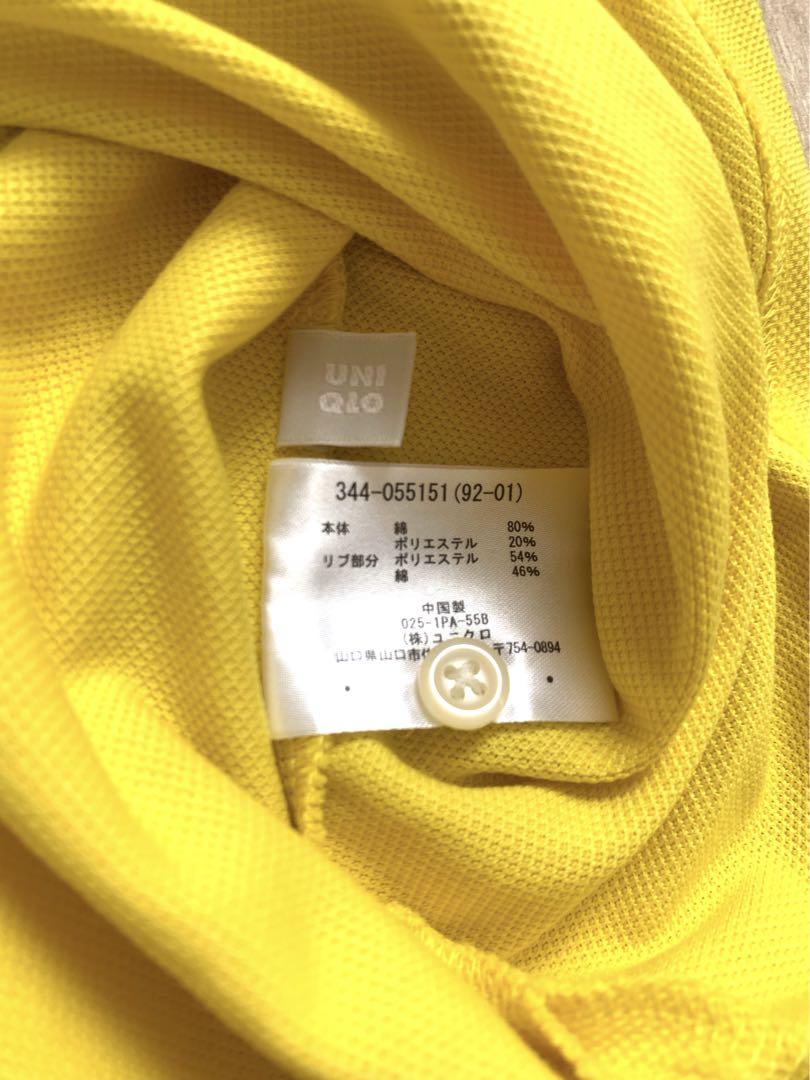 UNI
QLO
344-055151(92-01)
本体 綿 80%
ポリエステル 20%
リブ部分 ポリエステル 54%
綿 46%
中国製
025-1PA-55B
(株)ユニクロ
山口県山口市 〒754-0894